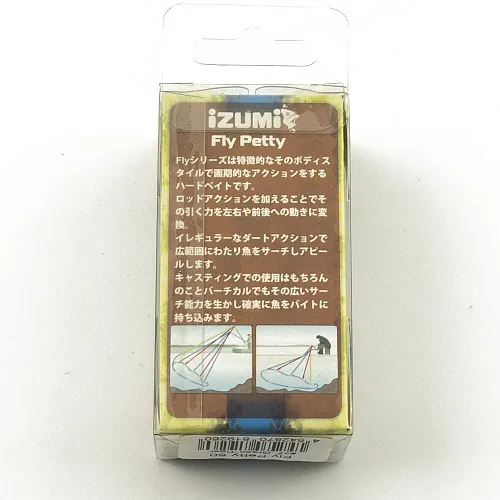 iZUMi
Fly Petty
Flyシリーズは特徴的なそのボディス
タイルで画期的なアクションをする
ハードベイトです。
ロッドアクションを加えることでそ
の引く力を左右や前後への動きに変
換。
イレギュラーなダートアクションで
広範囲にわたり魚をサーチしアピー
ルします。
キャスティングでの使用はもちろん
のことバーチカルでもその広いサー
チ能力を生かし確実に魚をバイトに
持ち込みます。
Fly Petty 50